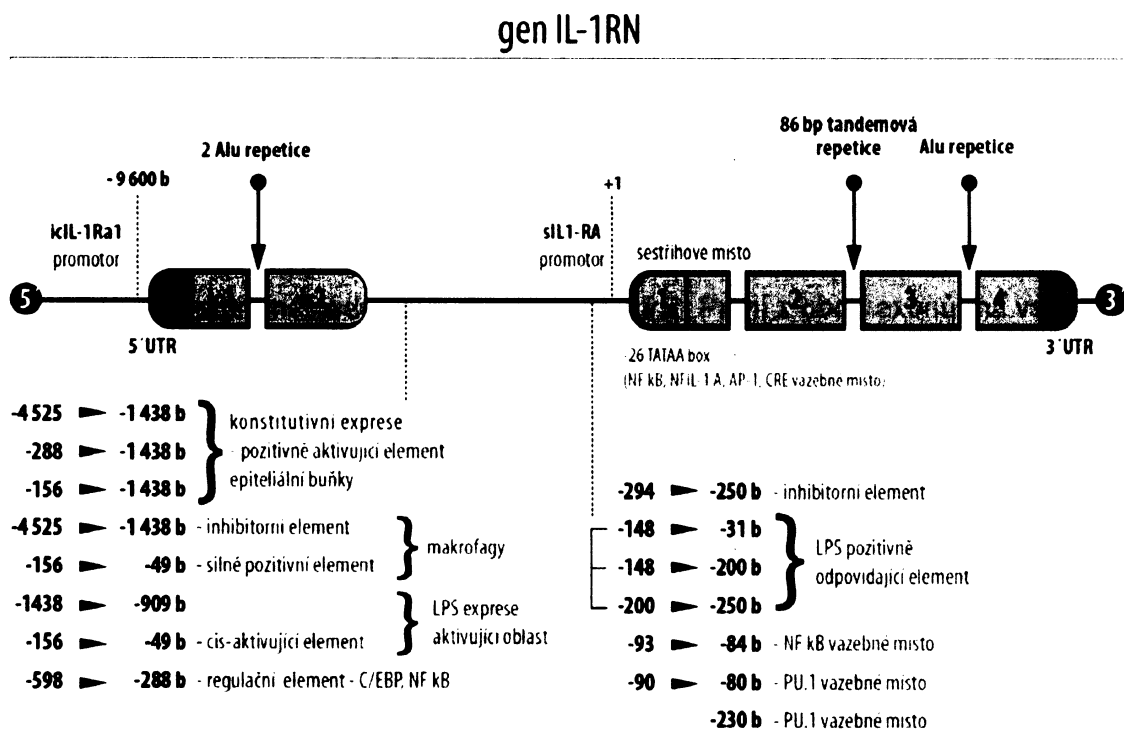 gen IL-1RN
86 bp tandemová
repetice
2 Alu repetice
Alu repetice
- 9 600 b
+1
icIL-1Ra1
promotor
sIL1-RA
promotor
sestřihové místo
5
1
2
3
4
3
5´UTR
3´UTR
-26 TATAA box
(NF kB, NFIL-1 A, AP-1, CRE vazebné místo)
-4 525 -1 438 b
-288 -1 438 b
-156 -1 438 b
konstitutivní exprese
- pozitivně aktivující element
epiteliální buňky
-4 525 -1 438 b - inhibitorní element
-156 -49 b - silně pozitivní element
makrofagy
-1438 -909 b
-156 -49 b - cis-aktivující element
LPS exprese
aktivující oblast
-598 -288 b - regulační element - C/EBP, NF kB
-294 -250 b - inhibitorní element
-148 -31 b
-148 -200 b
-200 -250 b
LPS pozitivně
odpovídající element
-93 -84 b - NF kB vazebné místo
-90 -80 b - PU.1 vazebné místo
-230 b - PU.1 vazebné místo